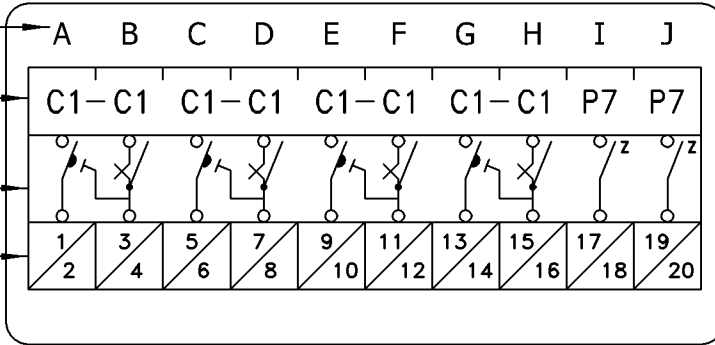 A B C D E F G H I J
C1-C1 C1-C1 C1-C1 C1-C1 P7 P7
z z
1 3 5 7 9 11 13 15 17 19
2 4 6 8 10 12 14 16 18 20